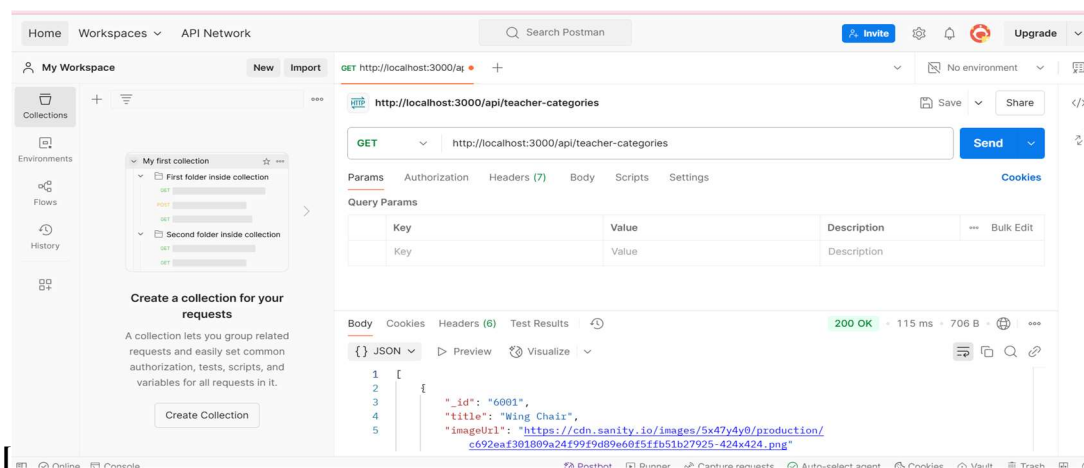 Home Workspaces API Network Search Postman Invite Upgrade
My Workspace New Import GET http://localhost:3000/ap + No environment
Collections
Environments
Flows
History
My first collection
First folder inside collection
GET
POST
GET
Second folder inside collection
GET
GET
Create a collection for your
requests
A collection lets you group related
requests and easily set common
authorization, tests, scripts, and
variables for all requests in it.
Create Collection
HTTP http://localhost:3000/api/teacher-categories Save Share
GET http://localhost:3000/api/teacher-categories Send
Params Authorization Headers (7) Body Scripts Settings Cookies
Query Params
Key Value Description Bulk Edit
Key Value Description
Body Cookies Headers (6) Test Results 200 OK 115 ms 706 B
{} JSON Preview Visualize
1 [
2 {
3 "_id": "6001",
4 "title": "Wing Chair",
5 "imageUrl": "https://cdn.sanity.io/images/5x47y4y0/production/
c692eaf301809a24f99f9d89e60f5ffb51b27925-424x424.png"
[
Online Console Postbot Runner Capture requests Auto-select agent Cookies Vault Trash